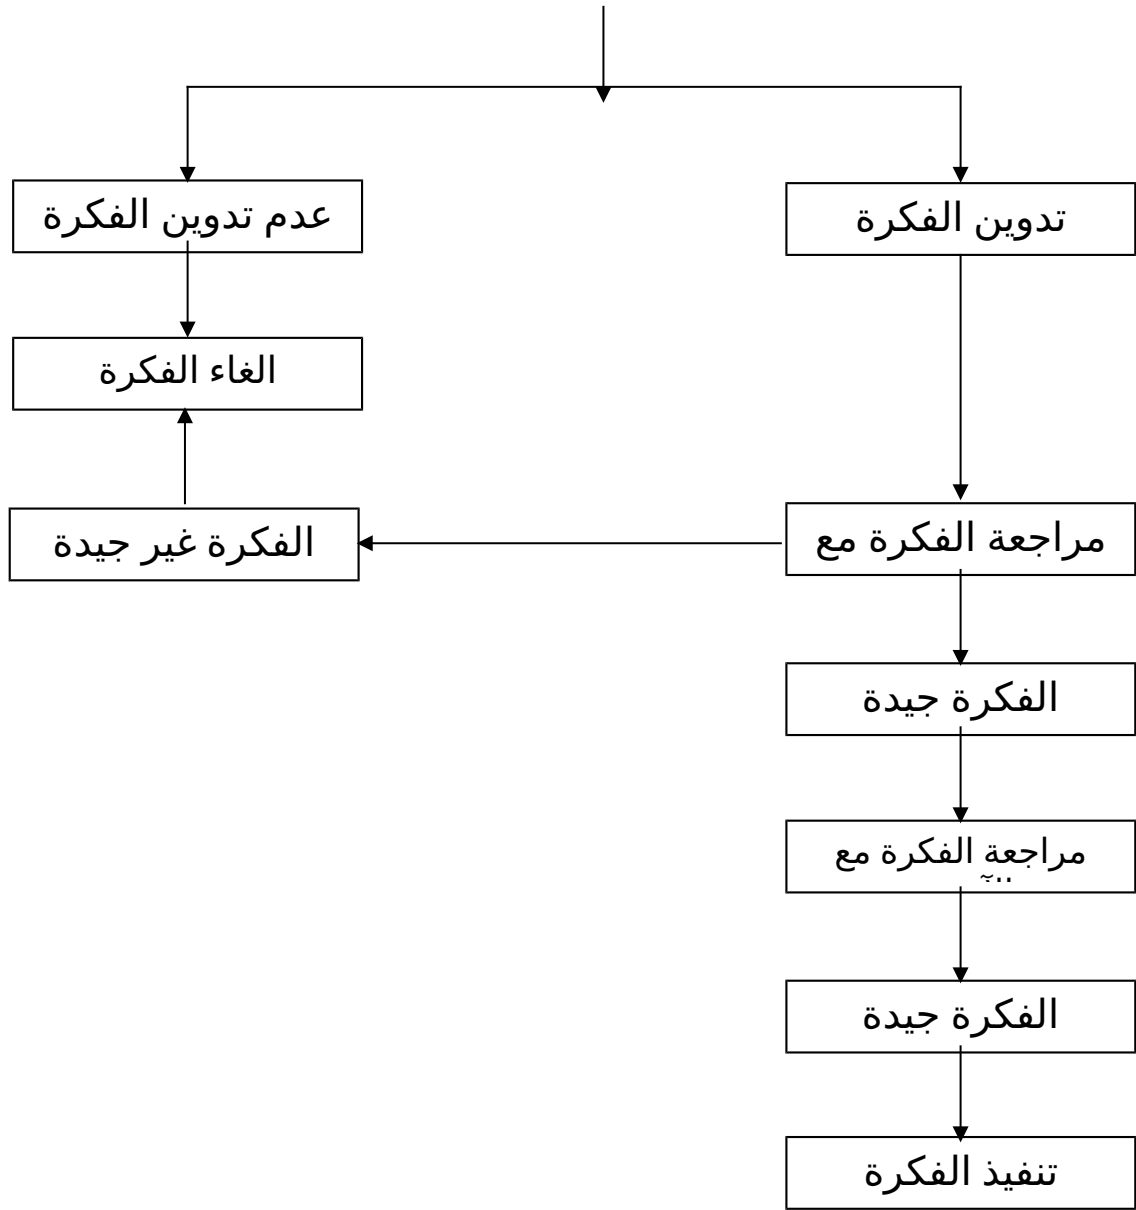 تدوين الفكرة
عدم تدوين الفكرة
الغاء الفكرة
مراجعة الفكرة مع
الفكرة غير جيدة
الفكرة جيدة
مراجعة الفكرة مع
الفكرة جيدة
تنفيذ الفكرة